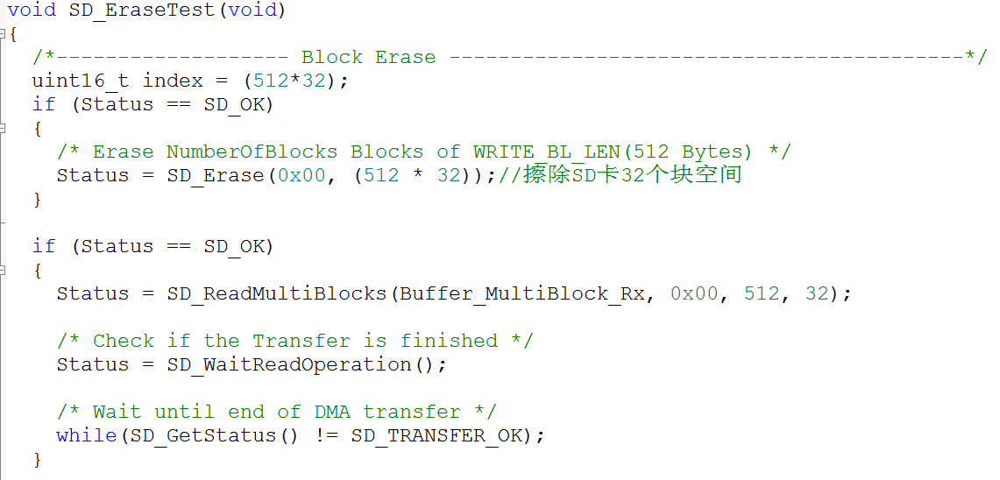 void SD_EraseTest(void)
{
/*------------------- Block Erase ------------------------------------------*/
uint16_t index = (512*32);
if (Status == SD_OK)
{
/* Erase NumberOfBlocks Blocks of WRITE_BL_LEN(512 Bytes) */
Status = SD_Erase(0x00, (512 * 32));//擦除SD卡32个块空间
}
if (Status == SD_OK)
{
Status = SD_ReadMultiBlocks(Buffer_MultiBlock_Rx, 0x00, 512, 32);
/* Check if the Transfer is finished */
Status = SD_WaitReadOperation();
/* Wait until end of DMA transfer */
while(SD_GetStatus() != SD_TRANSFER_OK);
}